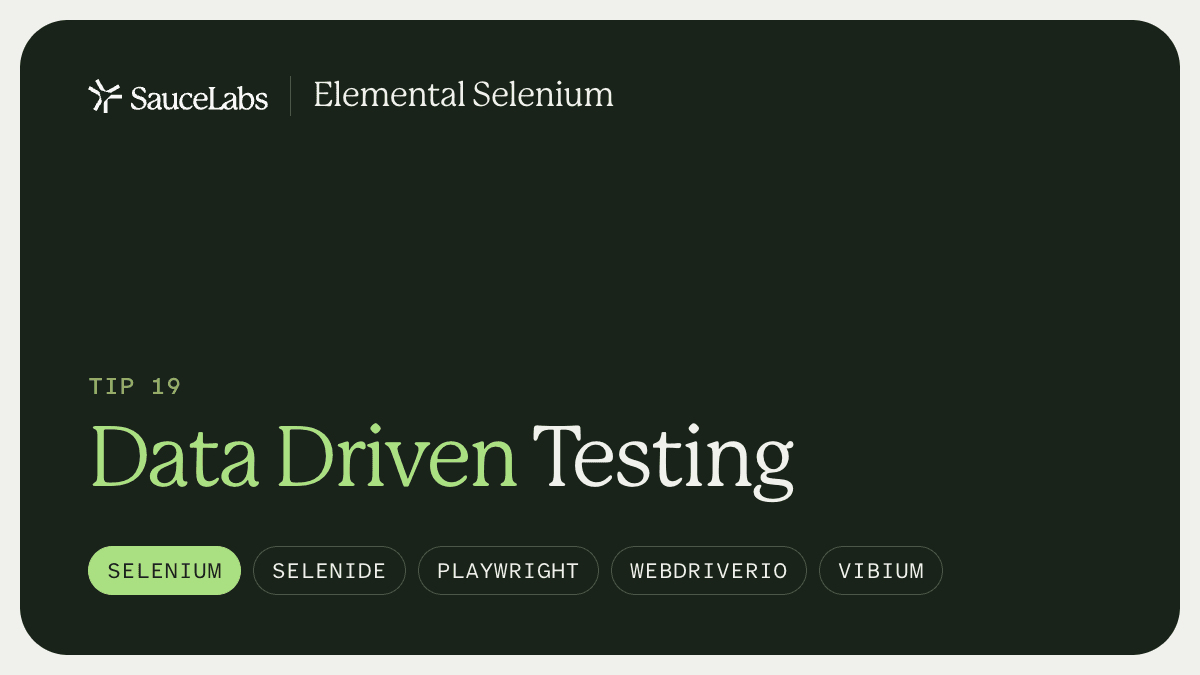 SauceLabs
Elemental Selenium
TIP 19
Data Driven Testing
SELENIUM SELENIDE PLAYWRIGHT WEBDRIVERIO VIBIUM